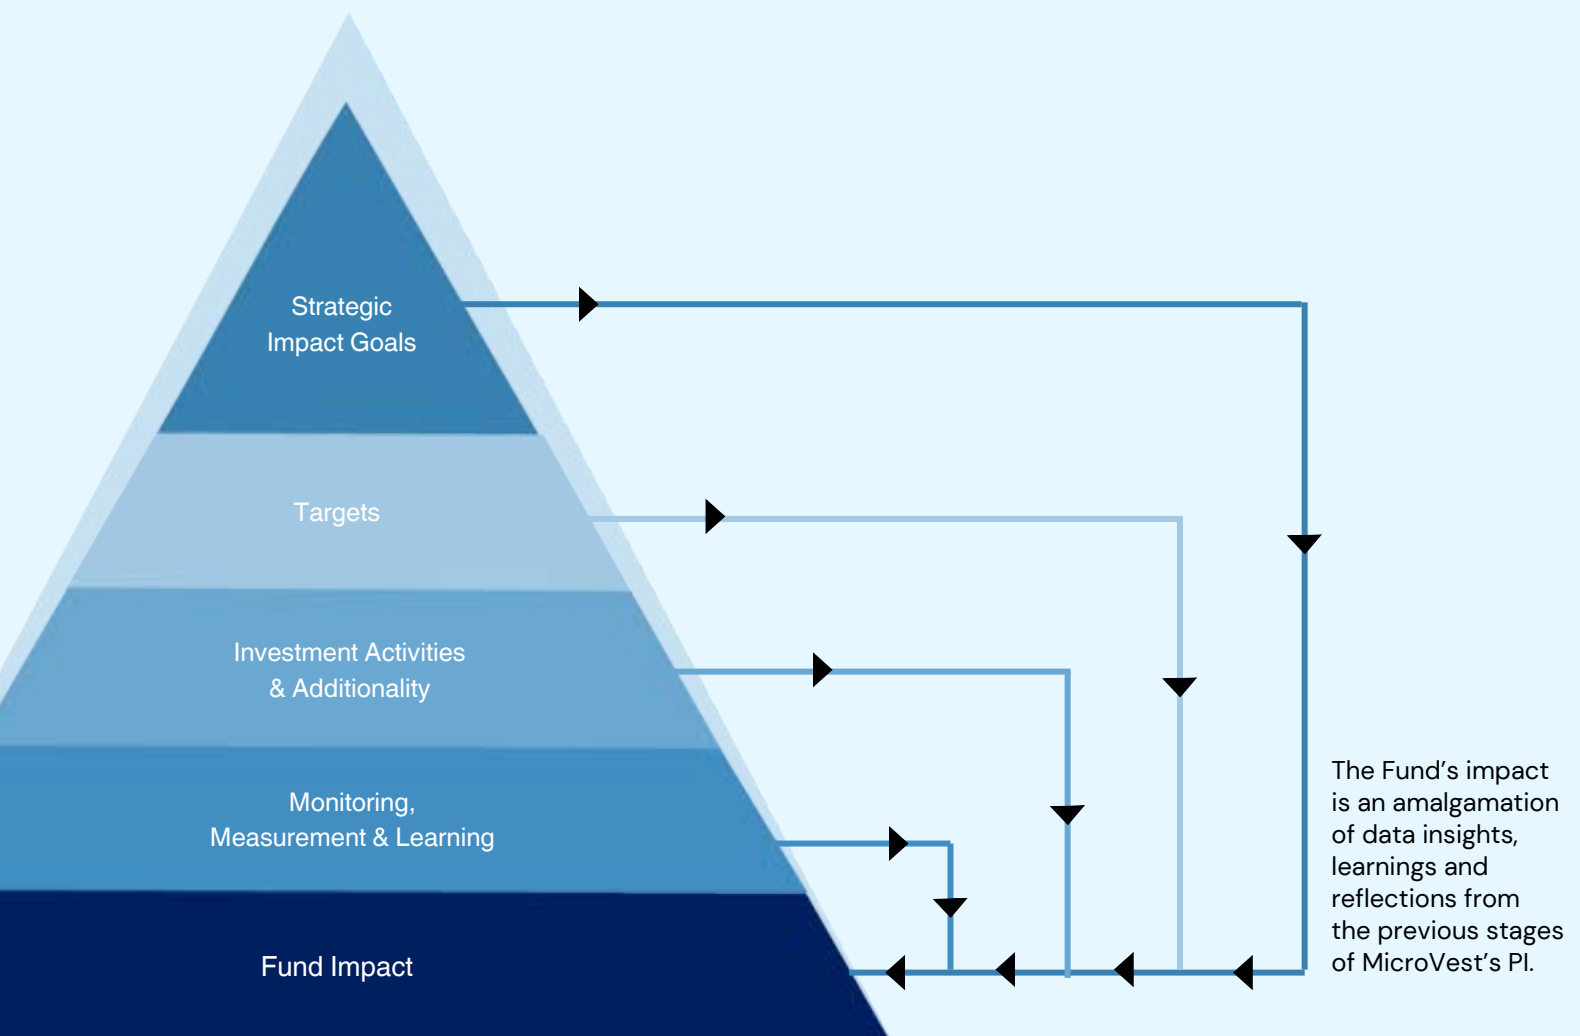 Strategic
Impact Goals
Targets
Investment Activities
& Additionality
Monitoring,
Measurement & Learning
Fund Impact
The Fund’s impact
is an amalgamation
of data insights,
learnings and
reflections from
the previous stages
of MicroVest’s PI.